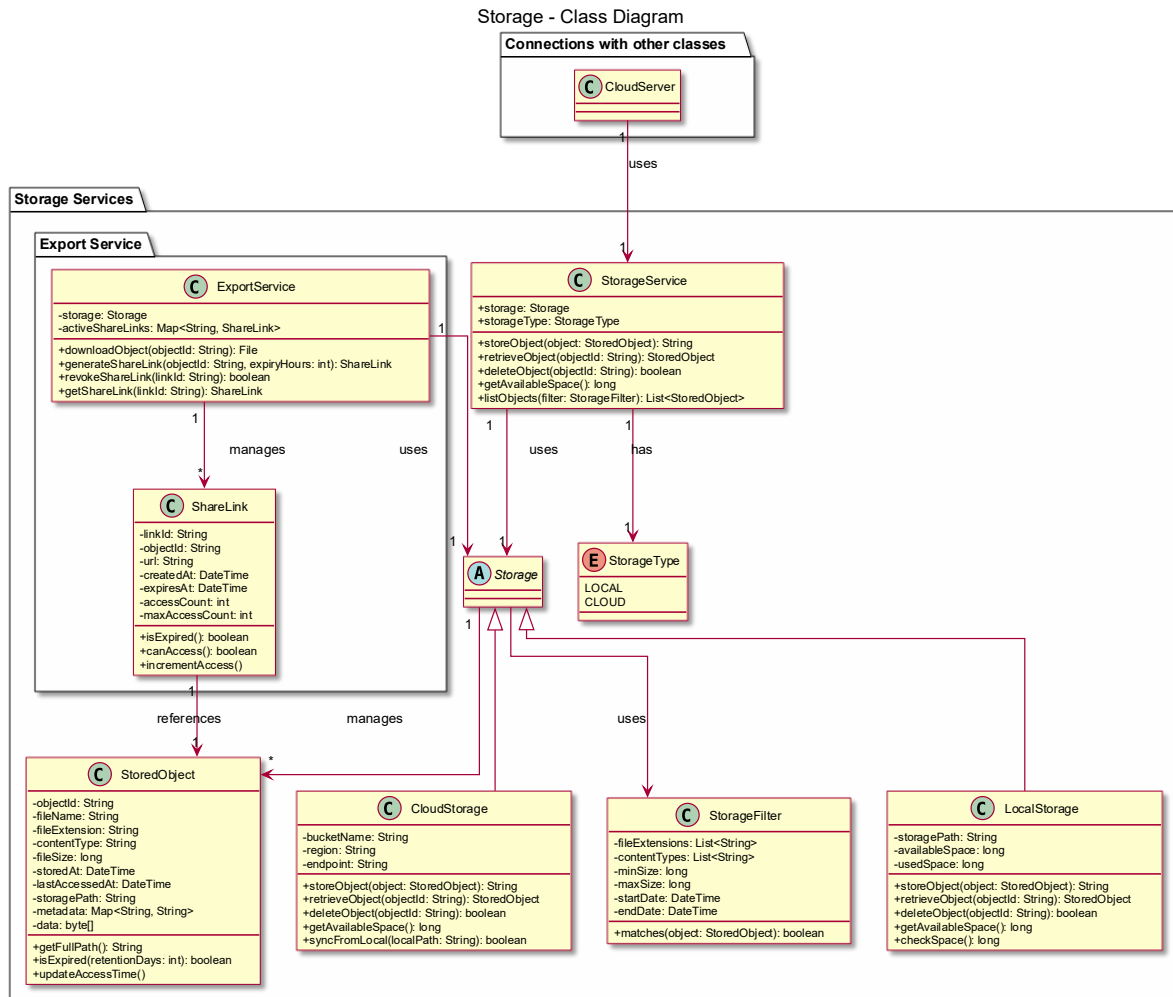 Storage - Class Diagram
Connections with other classes
C CloudServer
1
uses
1
Storage Services
Export Service
C ExportService
-storage: Storage
-activeShareLinks: Map<String, ShareLink>
+downloadObject(objectId: String): File
+generateShareLink(objectId: String, expiryHours: int): ShareLink
+revokeShareLink(linkId: String): boolean
+getShareLink(linkId: String): ShareLink
1
C StorageService
+storage: Storage
+storageType: StorageType
+storeObject(object: StoredObject): String
+retrieveObject(objectId: String): StoredObject
+deleteObject(objectId: String): boolean
+getAvailableSpace(): long
+listObjects(filter: StorageFilter): List<StoredObject>
1
manages
*
uses
1
1
uses
1
1
has
1
C ShareLink
-linkId: String
-objectId: String
-url: String
-createdAt: DateTime
-expiresAt: DateTime
-accessCount: int
-maxAccessCount: int
+isExpired(): boolean
+canAccess(): boolean
+incrementAccess()
A Storage
E StorageType
LOCAL
CLOUD
1
references
1
1
manages
*
uses
C StoredObject
-objectId: String
-fileName: String
-fileExtension: String
-contentType: String
-fileSize: long
-storedAt: DateTime
-lastAccessedAt: DateTime
-storagePath: String
-metadata: Map<String, String>
-data: byte[]
+getFullPath(): String
+isExpired(retentionDays: int): boolean
+updateAccessTime()
C CloudStorage
-bucketName: String
-region: String
-endpoint: String
+storeObject(object: StoredObject): String
+retrieveObject(objectId: String): StoredObject
+deleteObject(objectId: String): boolean
+getAvailableSpace(): long
+syncFromLocal(localPath: String): boolean
C StorageFilter
-fileExtensions: List<String>
-contentTypes: List<String>
-minSize: long
-maxSize: long
-startDate: DateTime
-endDate: DateTime
+matches(object: StoredObject): boolean
C LocalStorage
-storagePath: String
-availableSpace: long
-usedSpace: long
+storeObject(object: StoredObject): String
+retrieveObject(objectId: String): StoredObject
+deleteObject(objectId: String): boolean
+getAvailableSpace(): long
+checkSpace(): long